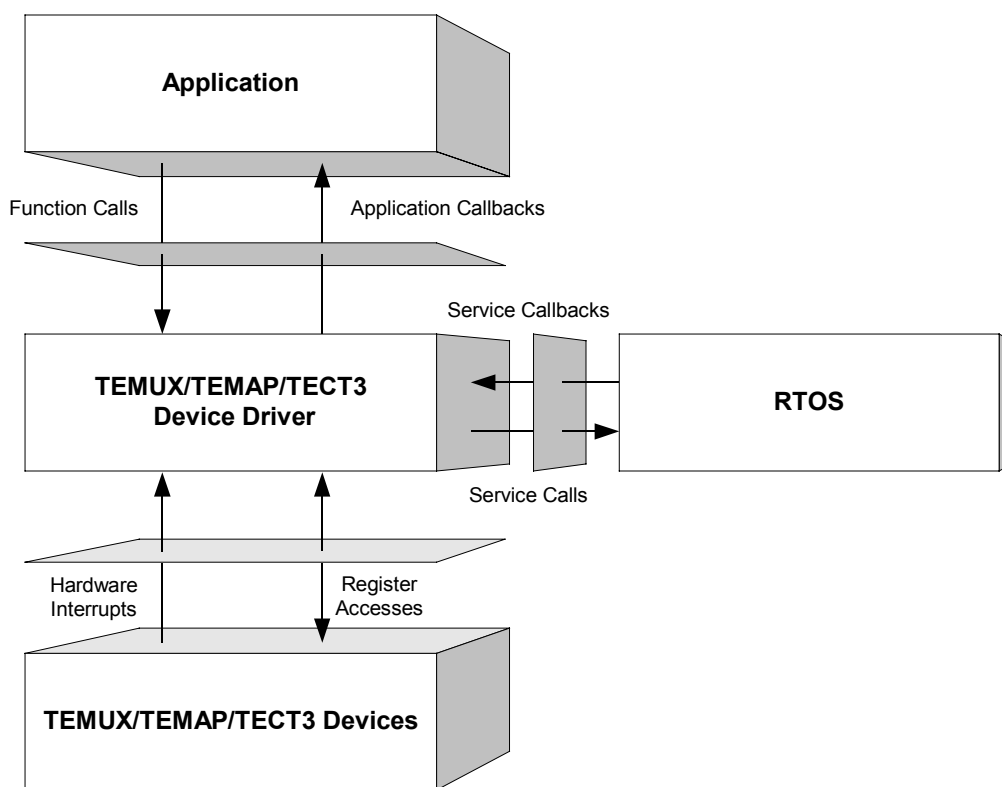 Application
Function Calls
Application Callbacks
Service Callbacks
TEMUX/TEMAP/TECT3
Device Driver
RTOS
Service Calls
Hardware
Interrupts
Register
Accesses
TEMUX/TEMAP/TECT3 Devices